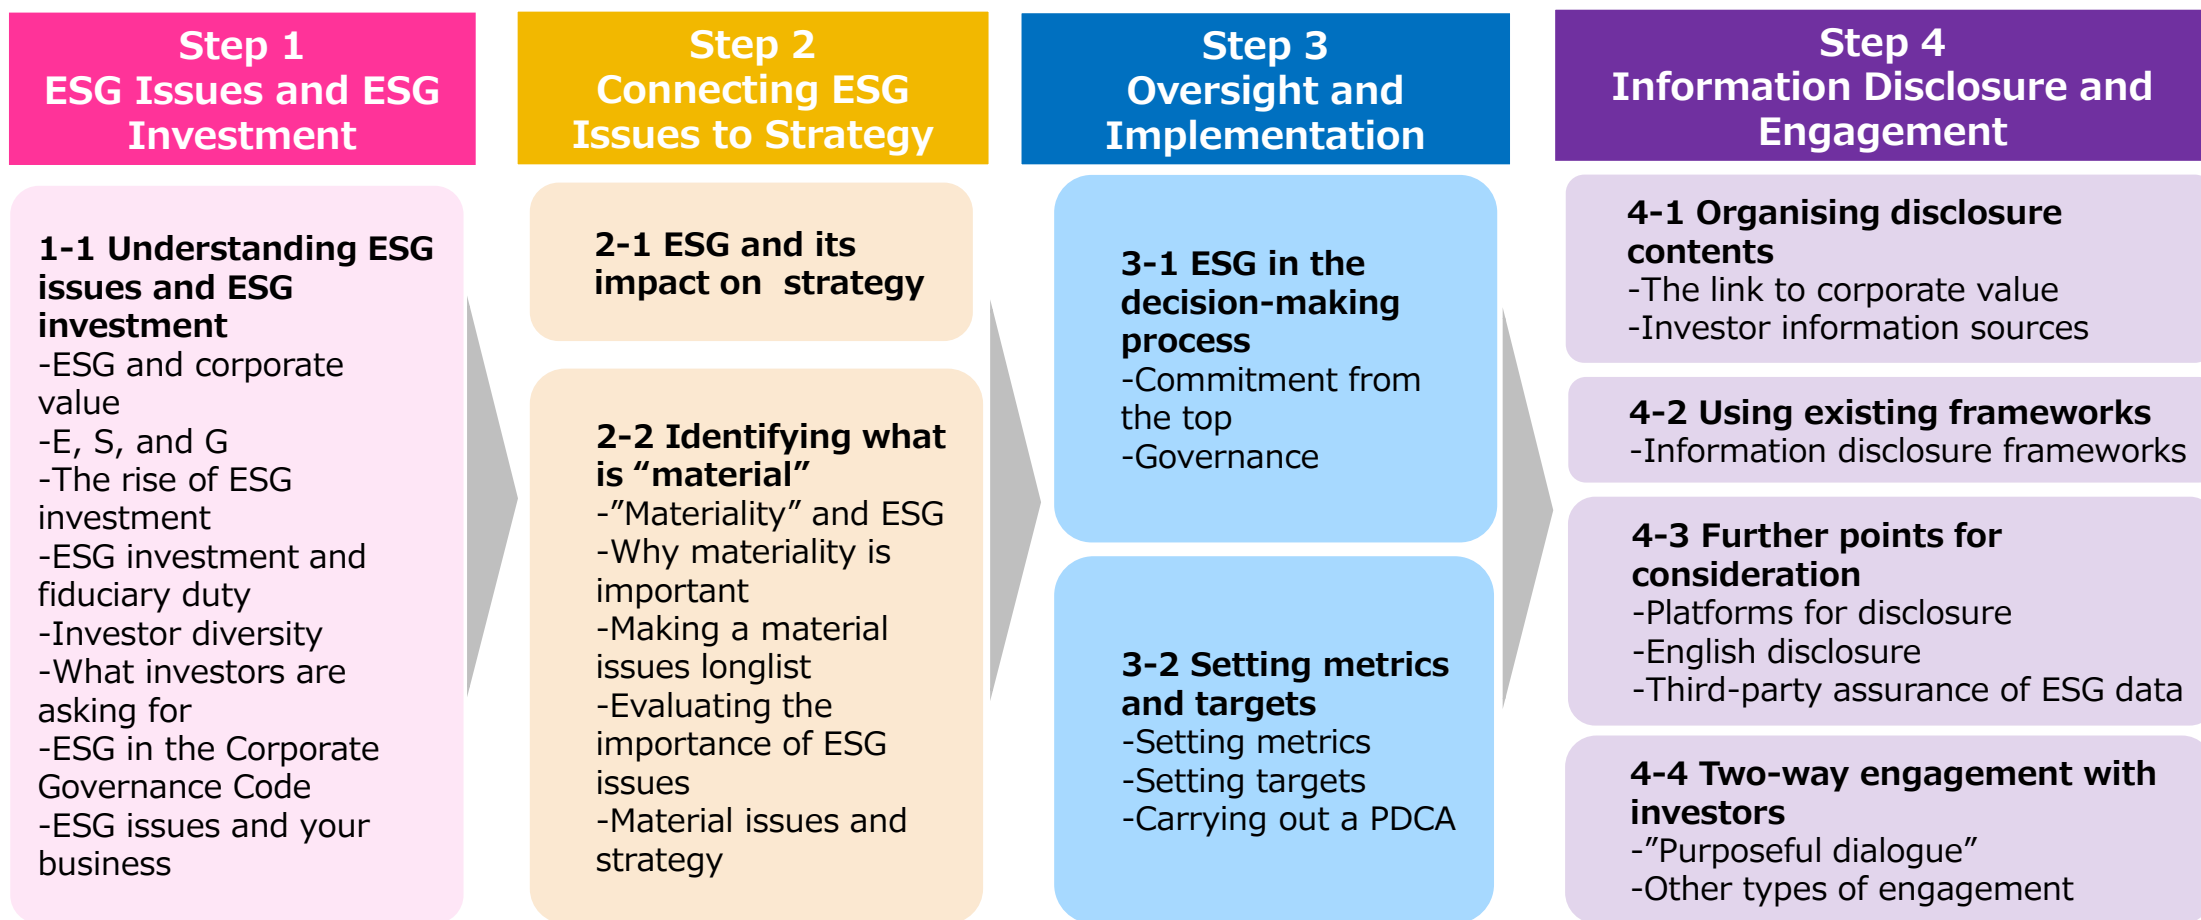 Step 1
ESG Issues and ESG
Investment
1-1 Understanding ESG
issues and ESG
investment
-ESG and corporate
value
-E, S, and G
-The rise of ESG
investment
-ESG investment and
fiduciary duty
-Investor diversity
-What investors are
asking for
-ESG in the Corporate
Governance Code
-ESG issues and your
business
Step 2
Connecting ESG
Issues to Strategy
2-1 ESG and its
impact on  strategy
2-2 Identifying what
is “material”
-”Materiality” and ESG
-Why materiality is
important
-Making a material
issues longlist
-Evaluating the
importance of ESG
issues
-Material issues and
strategy
Step 3
Oversight and
Implementation
3-1 ESG in the
decision-making
process
-Commitment from
the top
-Governance
3-2 Setting metrics
and targets
-Setting metrics
-Setting targets
-Carrying out a PDCA
Step 4
Information Disclosure and
Engagement
4-1 Organising disclosure
contents
-The link to corporate value
-Investor information sources
4-2 Using existing frameworks
-Information disclosure frameworks
4-3 Further points for
consideration
-Platforms for disclosure
-English disclosure
-Third-party assurance of ESG data
4-4 Two-way engagement with
investors
-”Purposeful dialogue”
-Other types of engagement